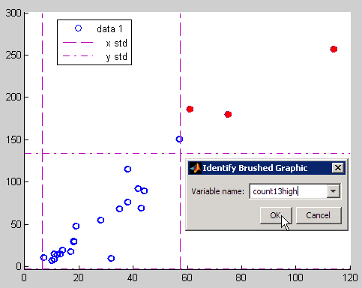 300
250
200
150
100
50
0
data 1
x std
y std
Identify Brushed Graphic
Variable name: count13high
OK Cancel
0 20 40 60 80 100 120